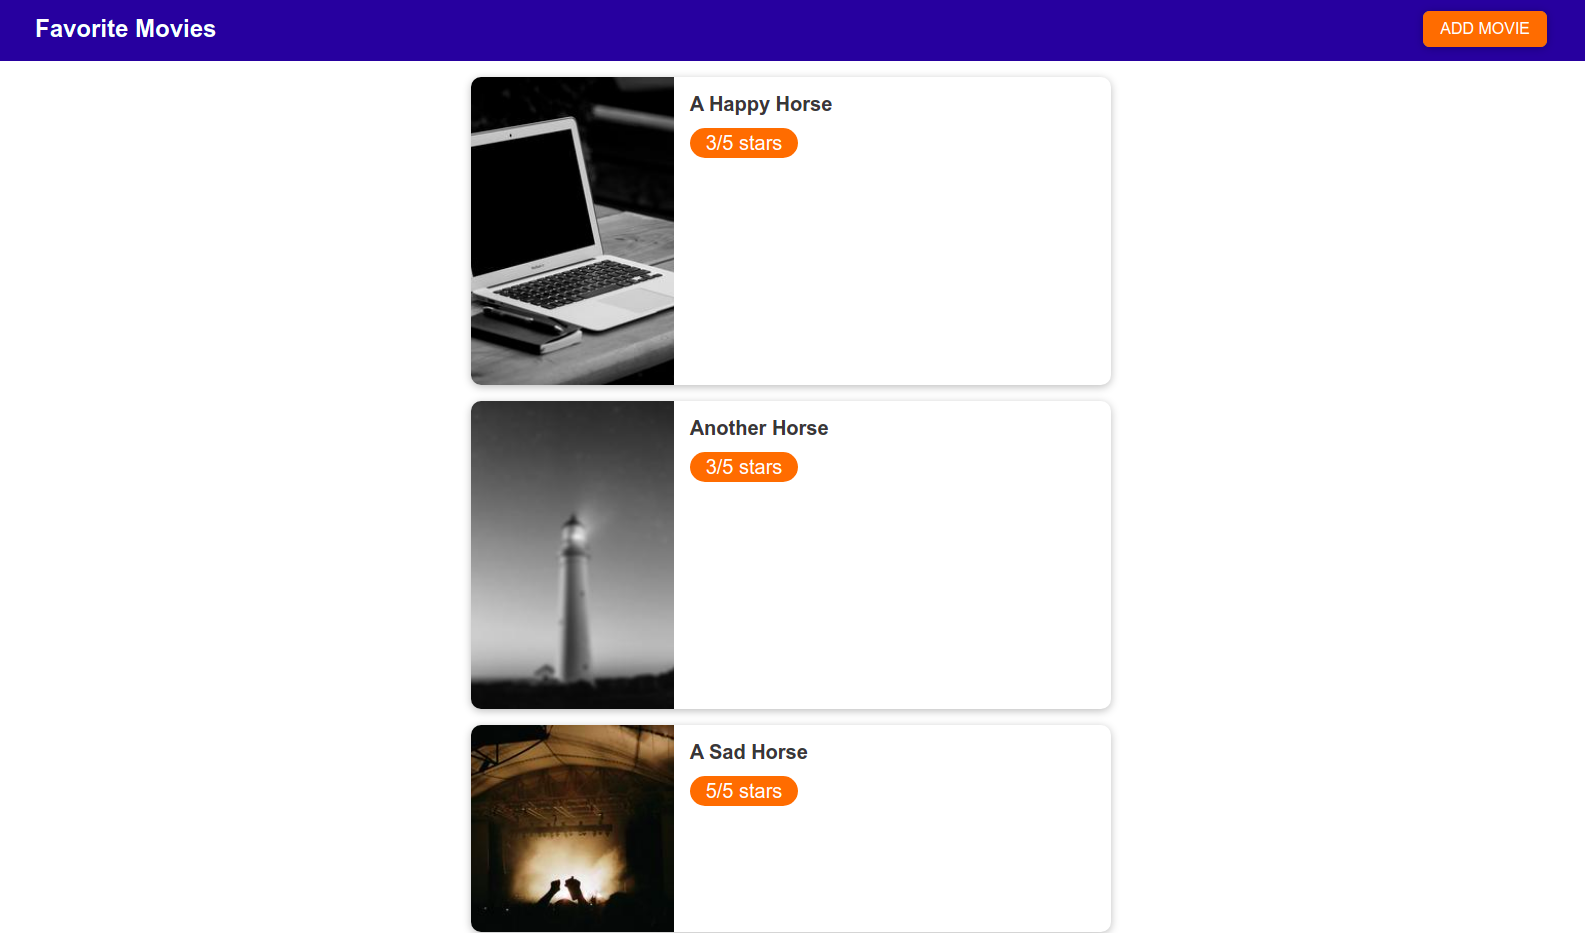 Favorite Movies
ADD MOVIE
A Happy Horse
3/5 stars
Another Horse
3/5 stars
A Sad Horse
5/5 stars